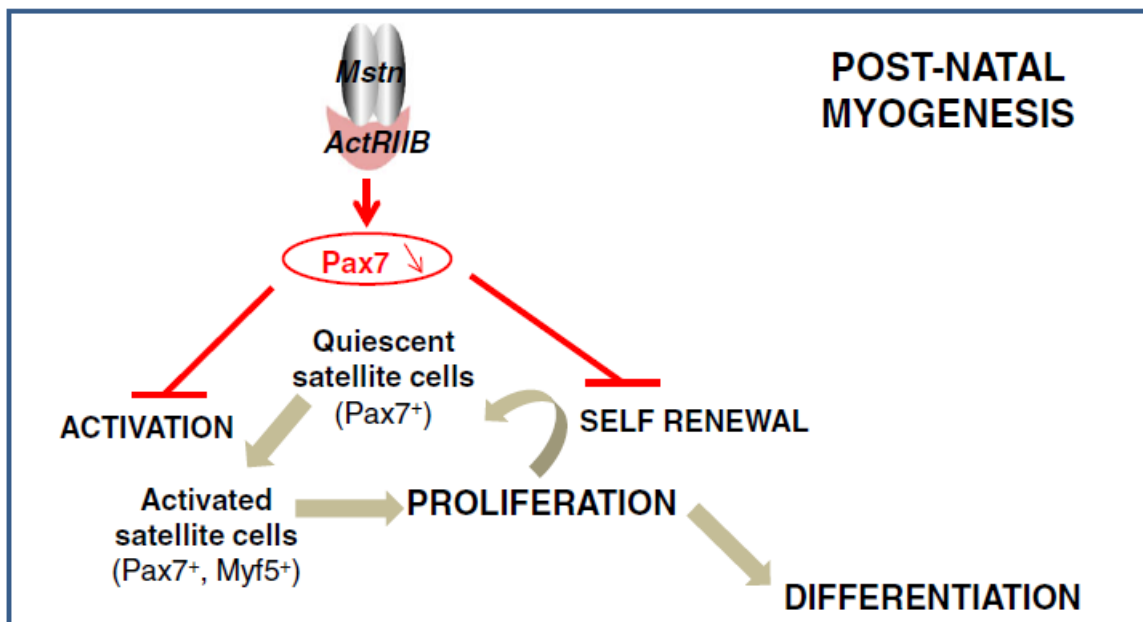 POST-NATAL
MYOGENESIS
Mstn
ActRIIB
Pax7 ↘
Quiescent
satellite cells
(Pax7⁺)
ACTIVATION
SELF RENEWAL
Activated
satellite cells
(Pax7⁺, Myf5⁺)
PROLIFERATION
DIFFERENTIATION